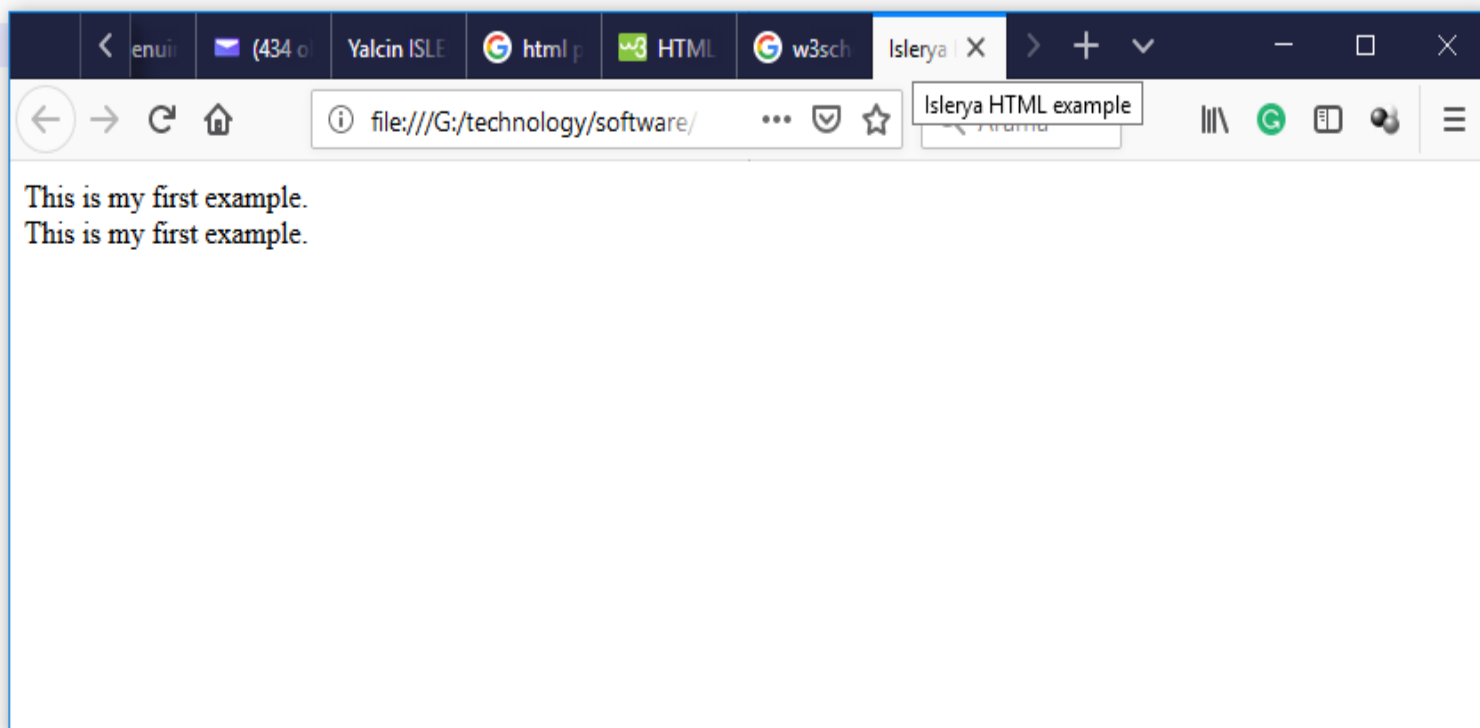 enuin
(434 o
Yalcin ISLE
html p
HTML
w3sch
Islerya
file:///G:/technology/software/
Islerya HTML example
This is my first example.
This is my first example.